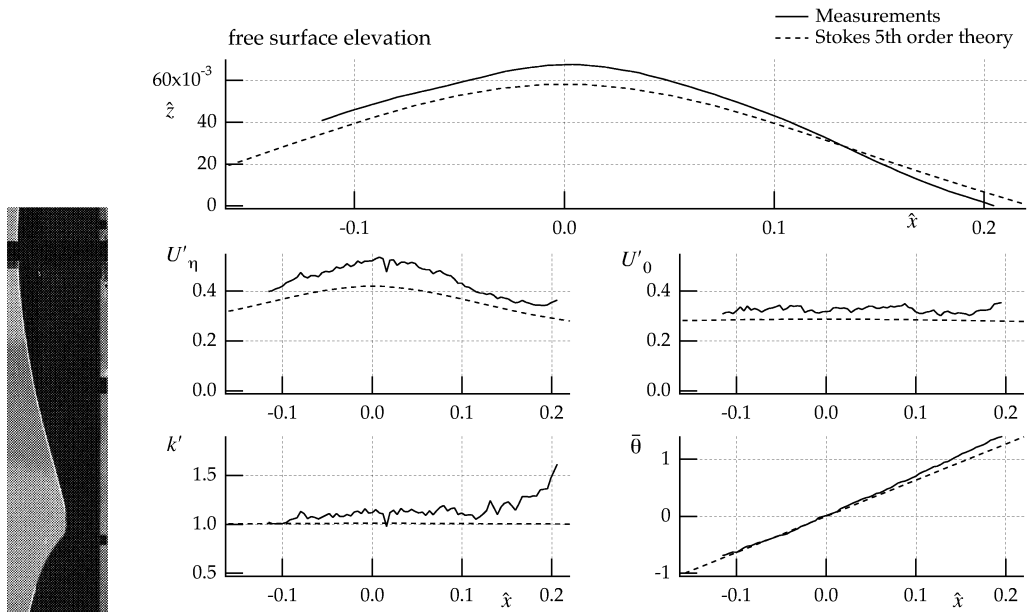 Measurements
Stokes 5th order theory
free surface elevation
60x10⁻³
ẑ
40
20
0
-0.1 0.0 0.1 x̂ 0.2
U'η
0.4
0.2
0.0
-0.1 0.0 0.1 0.2
U'₀
0.4
0.2
0.0
-0.1 0.0 0.1 0.2
k'
1.5
1.0
0.5
-0.1 0.0 x̂ 0.1 0.2
θ̄
1
0
-1
-0.1 0.0 0.1 x̂ 0.2